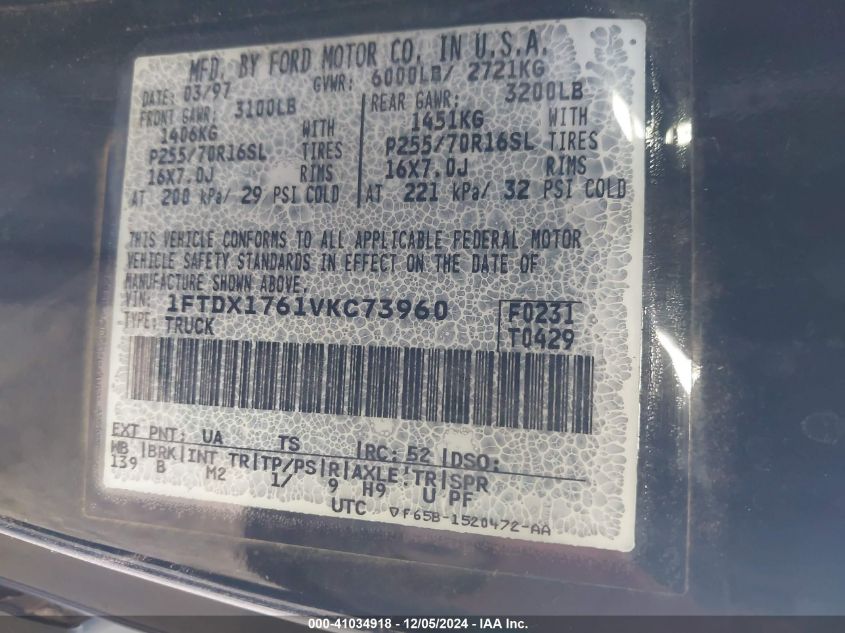 MFD. BY FORD MOTOR CO. IN U.S.A.
DATE: 03/97 GVWR: 6000LB/ 2721KG
FRONT GAWR: 3100LB REAR GAWR: 3200LB
1406KG WITH 1451KG WITH
P255/70R16SL TIRES P255/70R16SL TIRES
16X7.0J RIMS 16X7.0J RIMS
AT 200 kPa/ 29 PSI COLD AT 221 kPa/ 32 PSI COLD
THIS VEHICLE CONFORMS TO ALL APPLICABLE FEDERAL MOTOR
VEHICLE SAFETY STANDARDS IN EFFECT ON THE DATE OF
MANUFACTURE SHOWN ABOVE.
VIN: 1FTDX1761VKC73960 F0231
TYPE: TRUCK T0429
EXT PNT: UA TS |RC: 52 |DSO:
WB |BRK|INT TR|TP/PS|R|AXLE|TR|SPR
139 B M2 1/ 9 H9 U PF
UTC ▽F65B-1520472-AA
000-41034918 - 12/05/2024 - IAA, Inc.